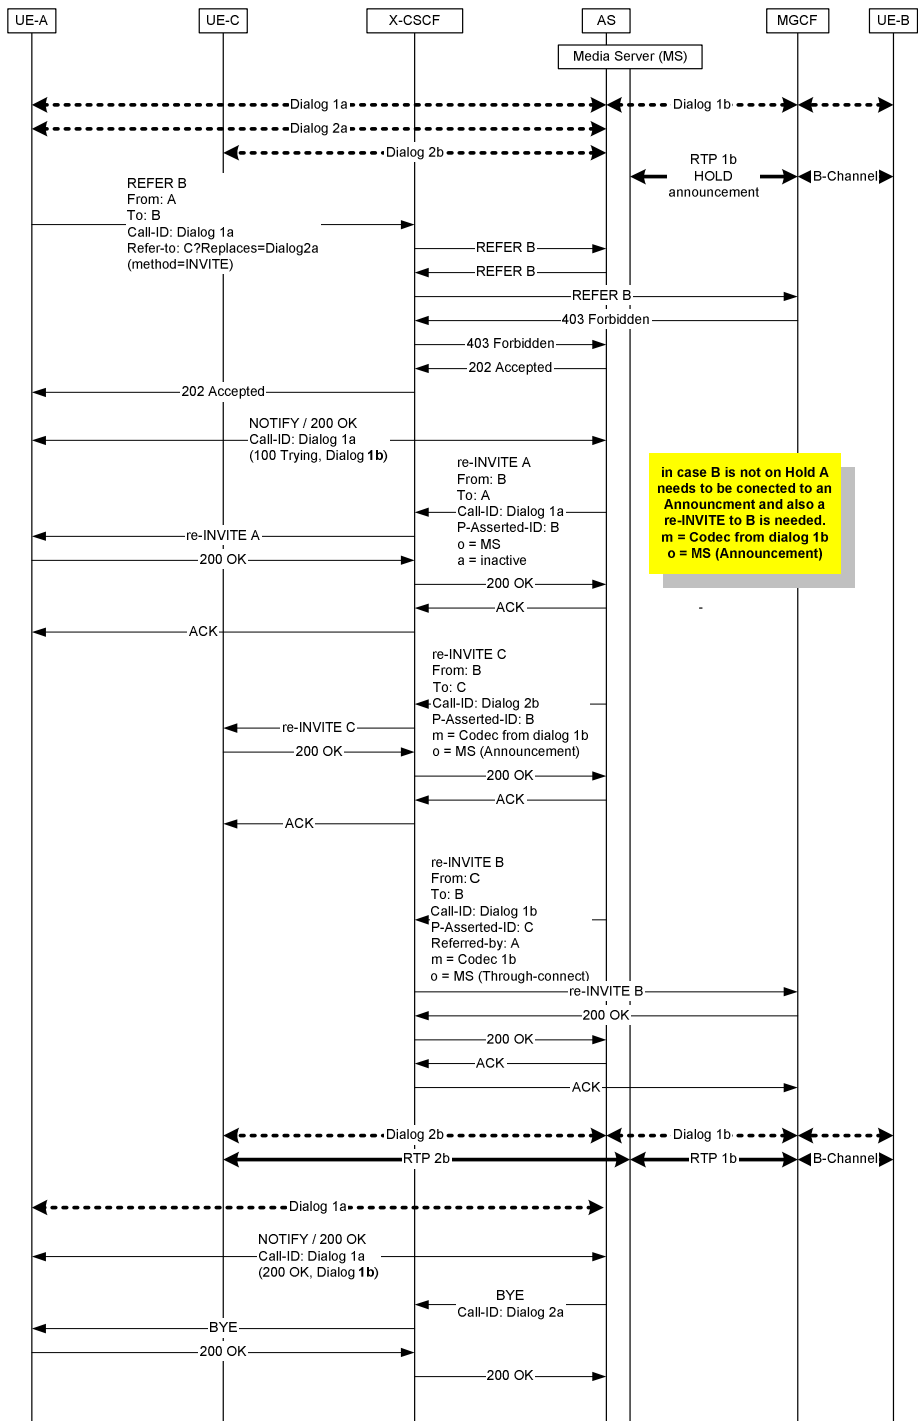 UE-A
UE-C
X-CSCF
AS
MGCF
UE-B
Media Server (MS)
Dialog 1a
Dialog 1b
Dialog 2a
Dialog 2b
RTP 1b
HOLD
announcement
B-Channel
REFER B
From: A
To: B
Call-ID: Dialog 1a
Refer-to: C?Replaces=Dialog2a
(method=INVITE)
REFER B
REFER B
REFER B
403 Forbidden
403 Forbidden
202 Accepted
202 Accepted
NOTIFY / 200 OK
Call-ID: Dialog 1a
(100 Trying, Dialog 1b)
in case B is not on Hold A
needs to be conected to an
Announcment and also a
re-INVITE to B is needed.
m = Codec from dialog 1b
o = MS (Announcement)
re-INVITE A
From: B
To: A
Call-ID: Dialog 1a
P-Asserted-ID: B
o = MS
a = inactive
re-INVITE A
200 OK
200 OK
ACK
-
ACK
re-INVITE C
From: B
To: C
Call-ID: Dialog 2b
P-Asserted-ID: B
m = Codec from dialog 1b
o = MS (Announcement)
re-INVITE C
200 OK
200 OK
ACK
ACK
re-INVITE B
From: C
To: B
Call-ID: Dialog 1b
P-Asserted-ID: C
Referred-by: A
m = Codec 1b
o = MS (Through-connect)
re-INVITE B
200 OK
200 OK
ACK
ACK
Dialog 2b
Dialog 1b
RTP 2b
RTP 1b
B-Channel
Dialog 1a
NOTIFY / 200 OK
Call-ID: Dialog 1a
(200 OK, Dialog 1b)
BYE
Call-ID: Dialog 2a
BYE
200 OK
200 OK